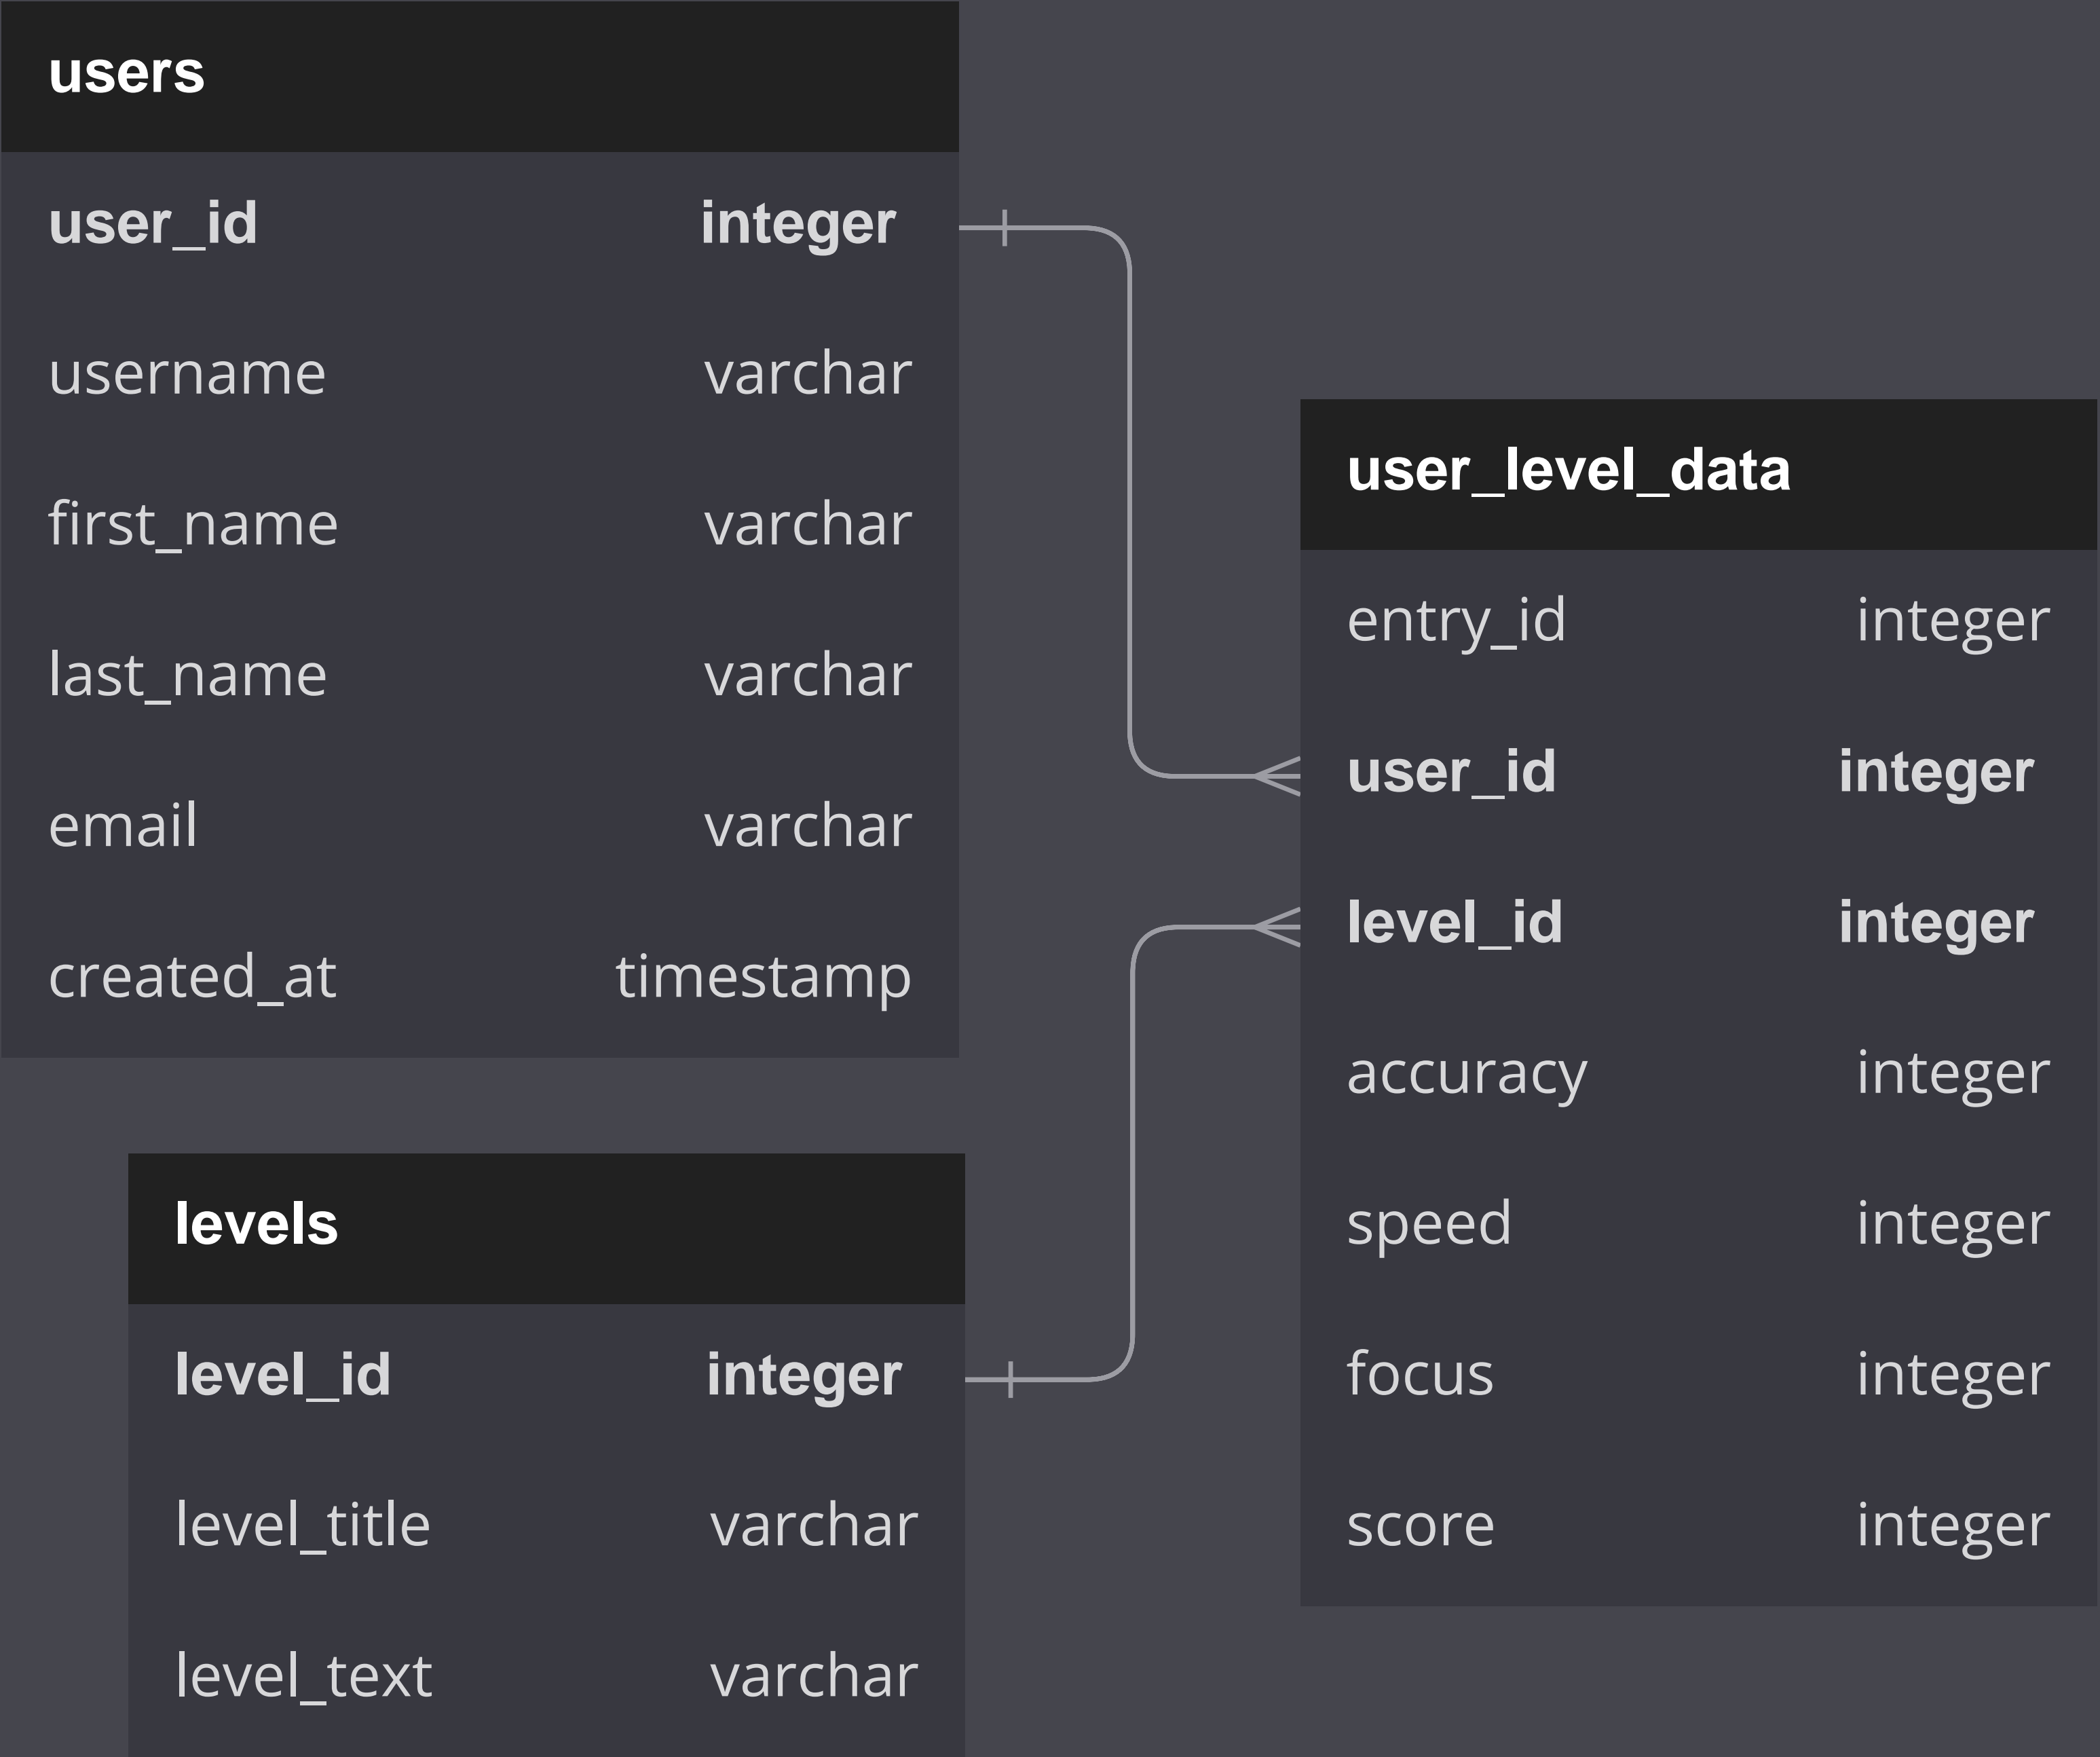 users
user_id integer
username varchar
first_name varchar
last_name varchar
email varchar
created_at timestamp
levels
level_id integer
level_title varchar
level_text varchar
user_level_data
entry_id integer
user_id integer
level_id integer
accuracy integer
speed integer
focus integer
score integer